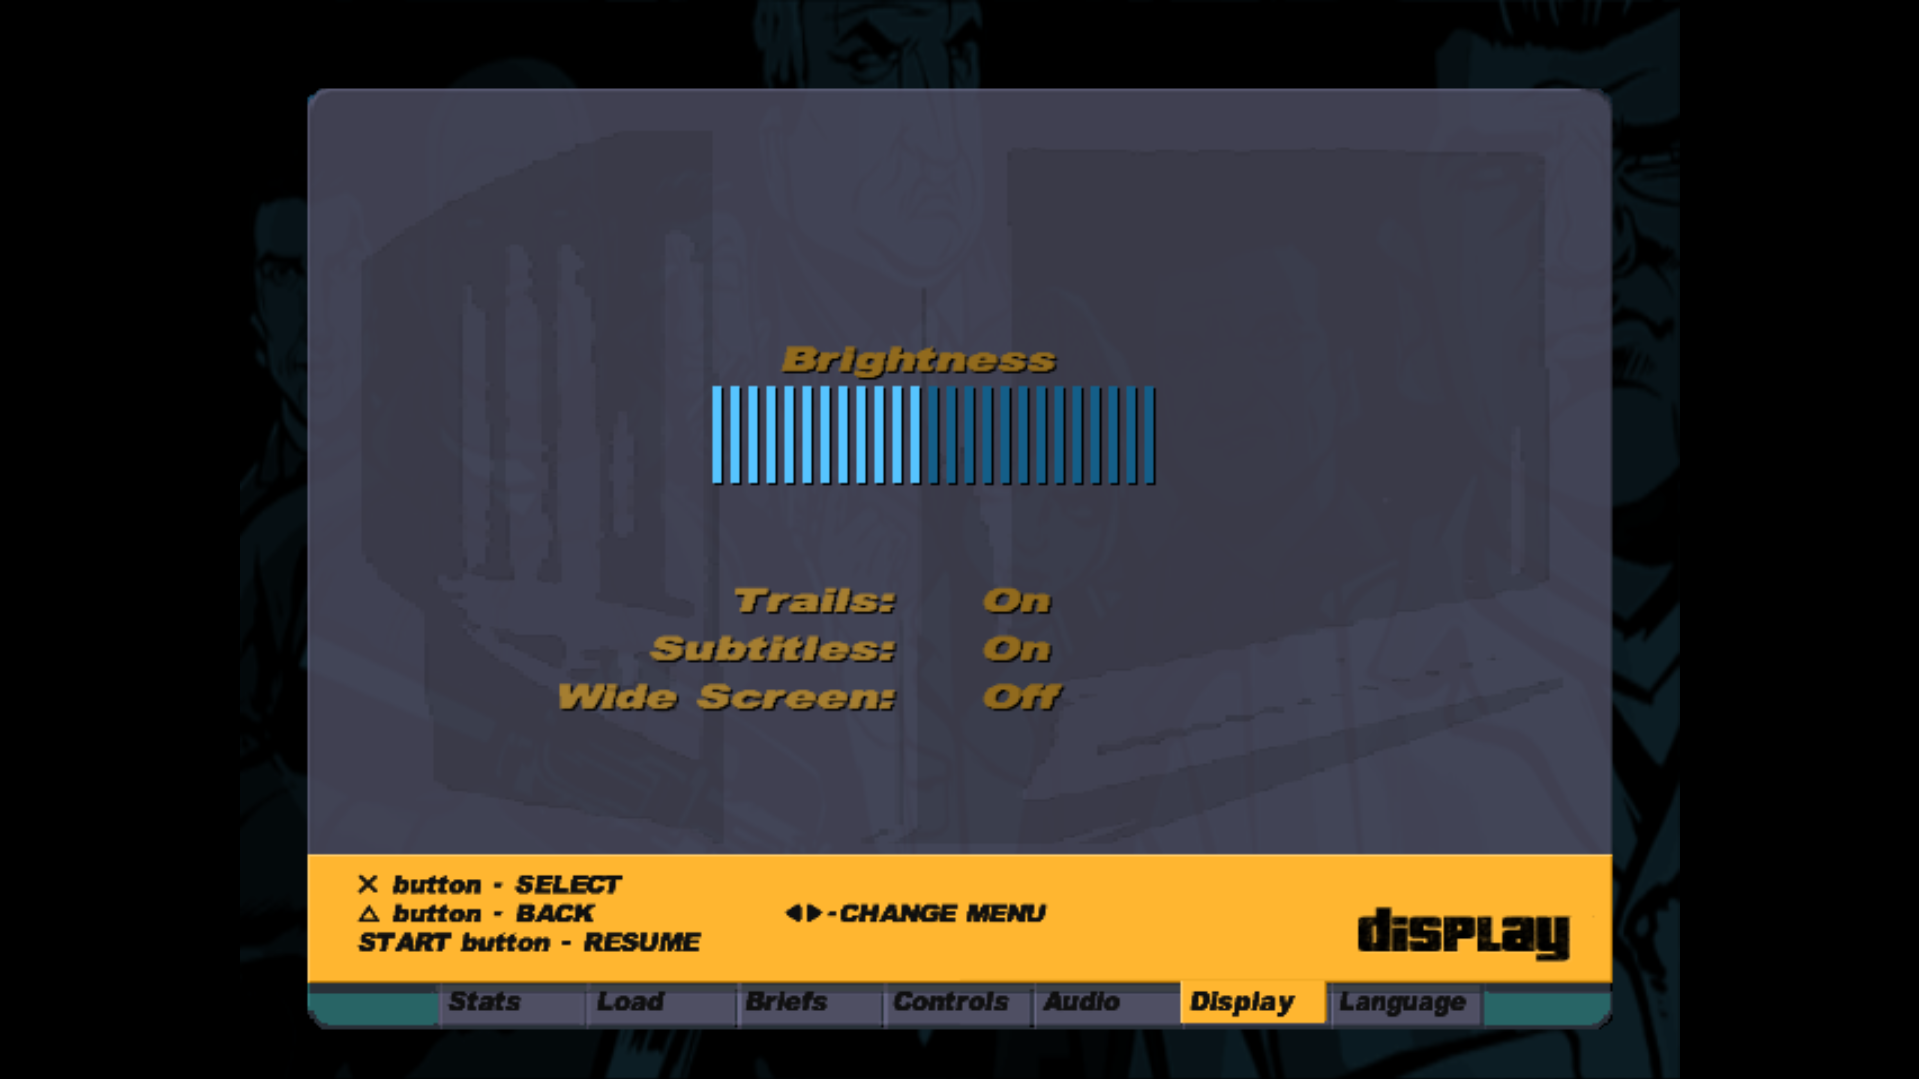 Brightness
Trails: On
Subtitles: On
Wide Screen: Off
✕ button - SELECT
△ button - BACK
◀▶-CHANGE MENU
START button - RESUME
display
Stats Load Briefs Controls Audio Display Language